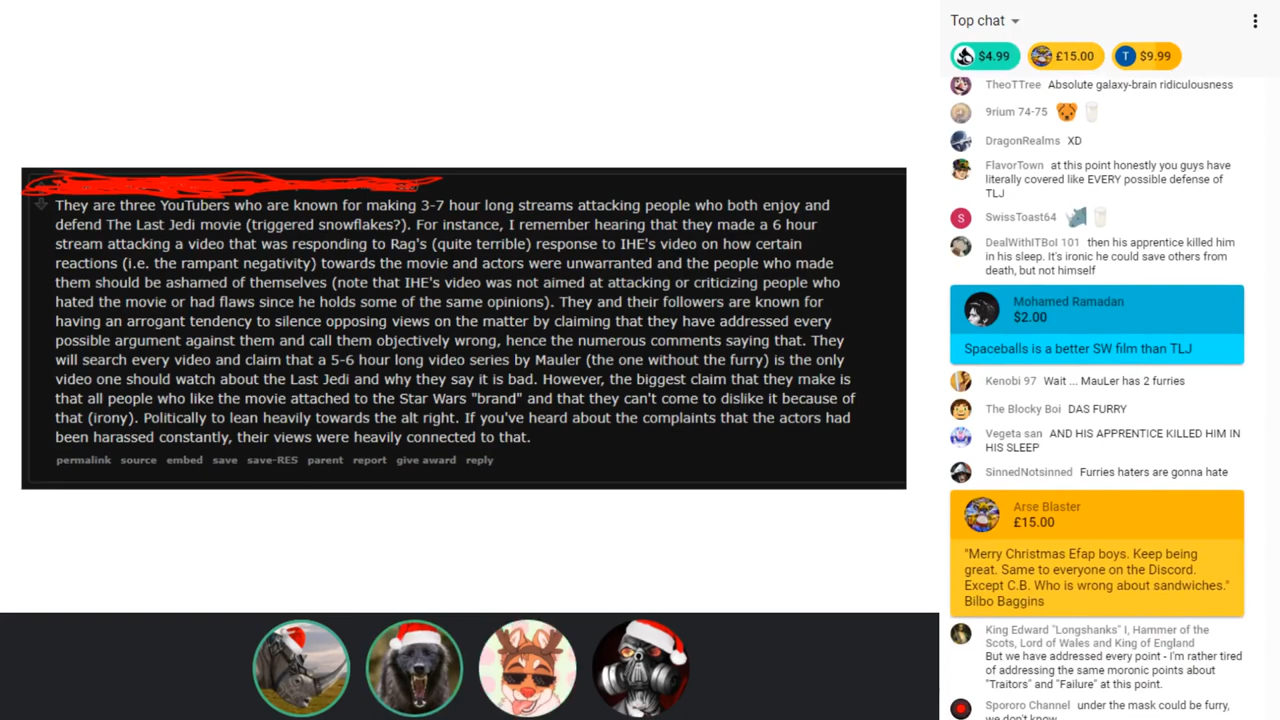 They are three YouTubers who are known for making 3-7 hour long streams attacking people who both enjoy and
defend The Last Jedi movie (triggered snowflakes?). For instance, I remember hearing that they made a 6 hour
stream attacking a video that was responding to Rag's (quite terrible) response to IHE's video on how certain
reactions (i.e. the rampant negativity) towards the movie and actors were unwarranted and the people who made
them should be ashamed of themselves (note that IHE's video was not aimed at attacking or criticizing people who
hated the movie or had flaws since he holds some of the same opinions). They and their followers are known for
having an arrogant tendency to silence opposing views on the matter by claiming that they have addressed every
possible argument against them and call them objectively wrong, hence the numerous comments saying that. They
will search every video and claim that a 5-6 hour long video series by Mauler (the one without the furry) is the only
video one should watch about the Last Jedi and why they say it is bad. However, the biggest claim that they make is
that all people who like the movie attached to the Star Wars "brand" and that they can't come to dislike it because of
that (irony). Politically to lean heavily towards the alt right. If you've heard about the complaints that the actors had
been harassed constantly, their views were heavily connected to that.
permalink source embed save save-RES parent report give award reply
Top chat
$4.99 £15.00 T $9.99
TheoTTree Absolute galaxy-brain ridiculousness
9rium 74-75
DragonRealms XD
FlavorTown at this point honestly you guys have
literally covered like EVERY possible defense of
TLJ
S SwissToast64
DealWithITBoI 101 then his apprentice killed him
in his sleep. It's ironic he could save others from
death, but not himself
Mohamed Ramadan
$2.00
Spaceballs is a better SW film than TLJ
Kenobi 97 Wait ... MauLer has 2 furries
The Blocky Boi DAS FURRY
Vegeta san AND HIS APPRENTICE KILLED HIM IN
HIS SLEEP
SinnedNotsinned Furries haters are gonna hate
Arse Blaster
£15.00
"Merry Christmas Efap boys. Keep being
great. Same to everyone on the Discord.
Except C.B. Who is wrong about sandwiches."
Bilbo Baggins
King Edward "Longshanks" I, Hammer of the
Scots, Lord of Wales and King of England
But we have addressed every point - I'm rather tired
of addressing the same moronic points about
"Traitors" and "Failure" at this point.
Spororo Channel under the mask could be furry,
we don't know